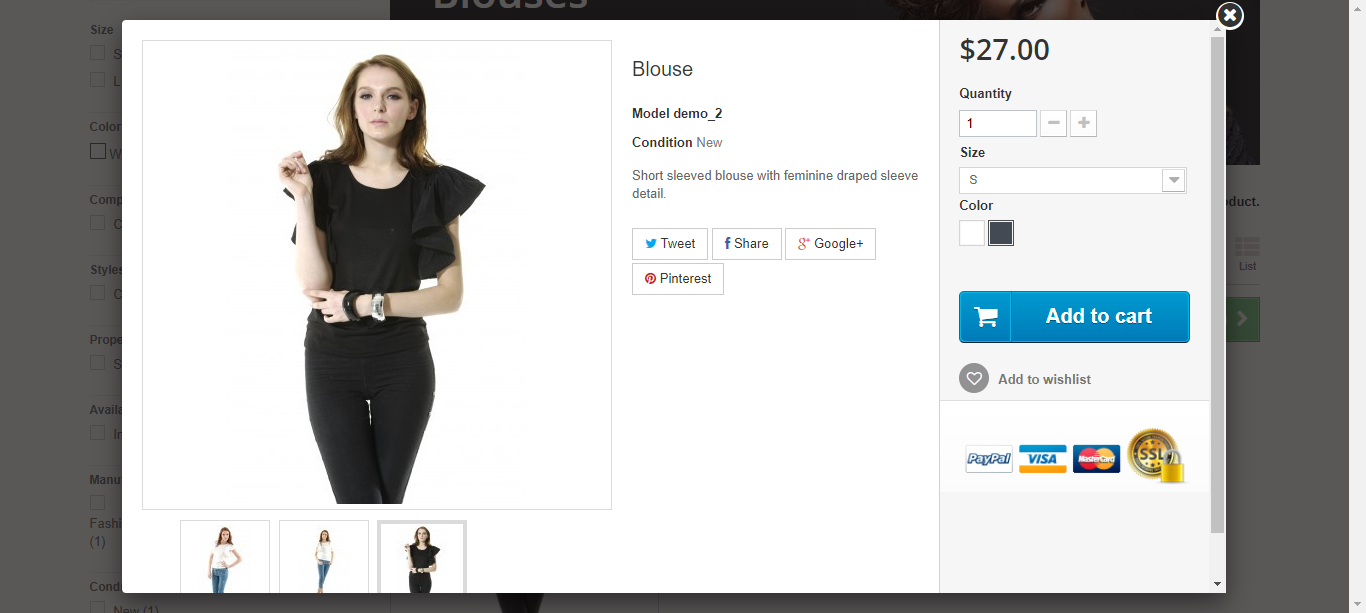 Blouses
Size
S
L
Color
W
Comp
C
Styles
C
Prope
S
Availa
In
Manu
Fashi
(1)
Cond
New (1)
Blouse
Model demo_2
Condition New
Short sleeved blouse with feminine draped sleeve
detail.
Tweet
Share
Google+
Pinterest
$27.00
Quantity
1
Size
S
Color
Add to cart
Add to wishlist
PayPal
VISA
MasterCard
SSL
oduct.
List